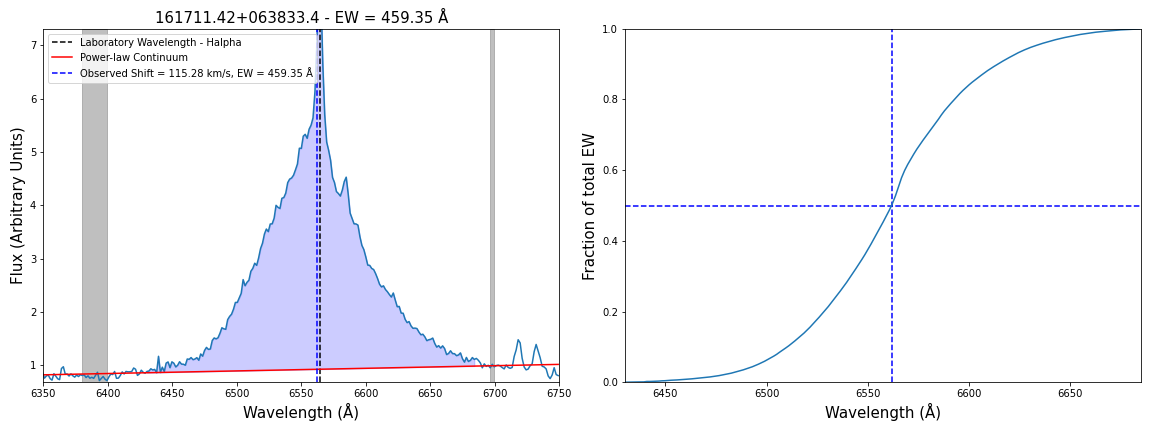 161711.42+063833.4 - EW = 459.35 Å
Laboratory Wavelength - Halpha
Power-law Continuum
Observed Shift = 115.28 km/s, EW = 459.35 Å
Flux (Arbitrary Units)
7
6
5
4
3
2
1
6350 6400 6450 6500 6550 6600 6650 6700 6750
Wavelength (Å)
Fraction of total EW
1.0
0.8
0.6
0.4
0.2
0.0
6450 6500 6550 6600 6650
Wavelength (Å)